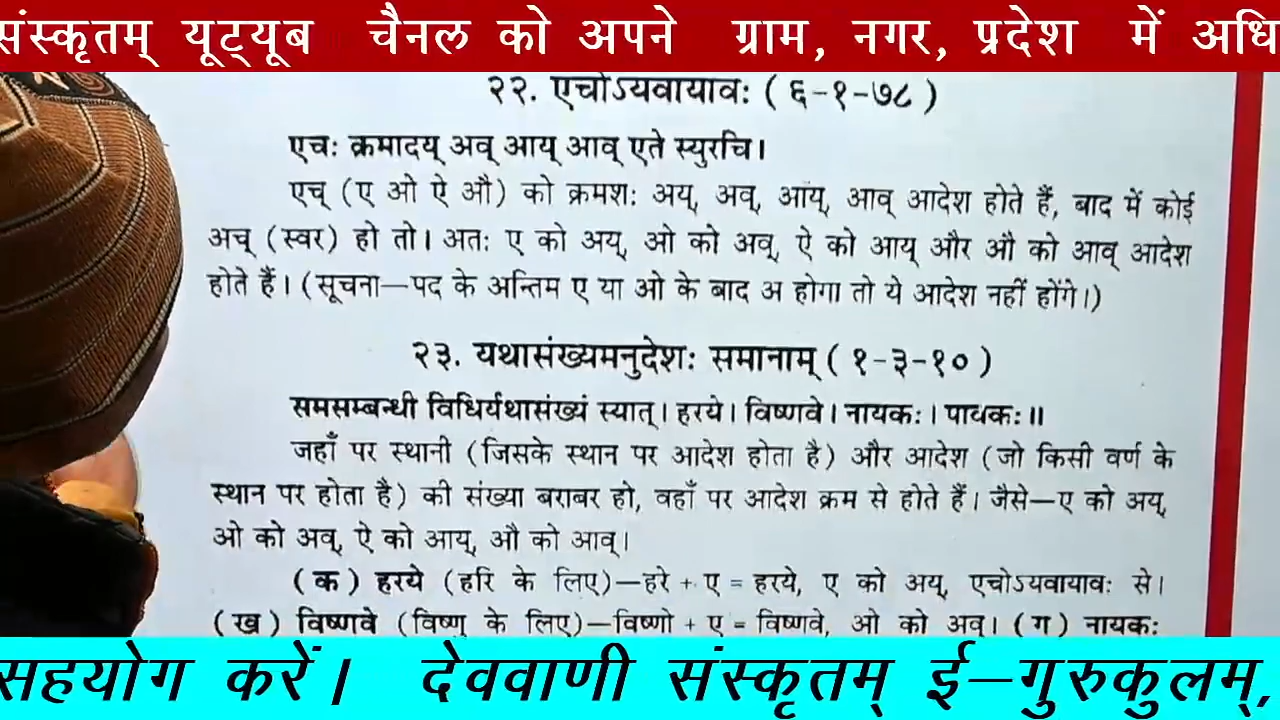 संस्कृतम् यूट्यूब चैनल को अपने ग्राम, नगर, प्रदेश में अधि
२२. एचोऽयवायावः ( ६-१-७८ )
एचः क्रमादय् अव् आय् आव् एते स्युरचि।
एच् (ए ओ ऐ औ) को क्रमशः अय्, अव्, आय्, आव् आदेश होते हैं, बाद में कोई
अच् (स्वर) हो तो। अतः ए को अय्, ओ को अव्, ऐ को आय् और औ को आव् आदेश
होते हैं। (सूचना—पद के अन्तिम ए या ओ के बाद अ होगा तो ये आदेश नहीं होंगे।)
२३. यथासंख्यमनुदेशः समानाम् ( १-३-१० )
समसम्बन्धी विधिर्यथासंख्यं स्यात्। हरये। विष्णवे। नायकः। पावकः॥
जहाँ पर स्थानी (जिसके स्थान पर आदेश होता है) और आदेश (जो किसी वर्ण के
स्थान पर होता है) की संख्या बराबर हो, वहाँ पर आदेश क्रम से होते हैं। जैसे—ए को अय्,
ओ को अव्, ऐ को आय्, औ को आव्।
(क) हरये (हरि के लिए)—हरे + ए = हरये, ए को अय्, एचोऽयवायावः से।
(ख) विष्णवे (विष्णु के लिए)—विष्णो + ए = विष्णवे, ओ को अव्। (ग) नायकः
सहयोग करें। देववाणी संस्कृतम् ई—गुरुकुलम्,